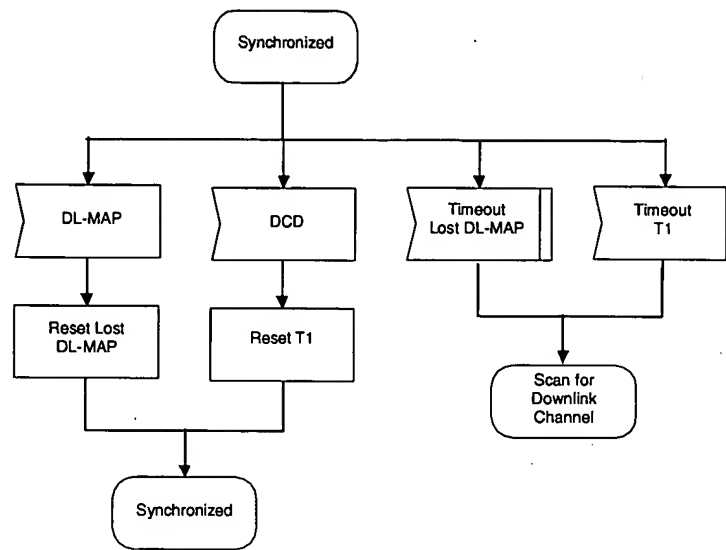 Synchronized
DL-MAP
DCD
Timeout
Lost DL-MAP
Timeout
T1
Reset Lost
DL-MAP
Reset T1
Scan for
Downlink
Channel
Synchronized